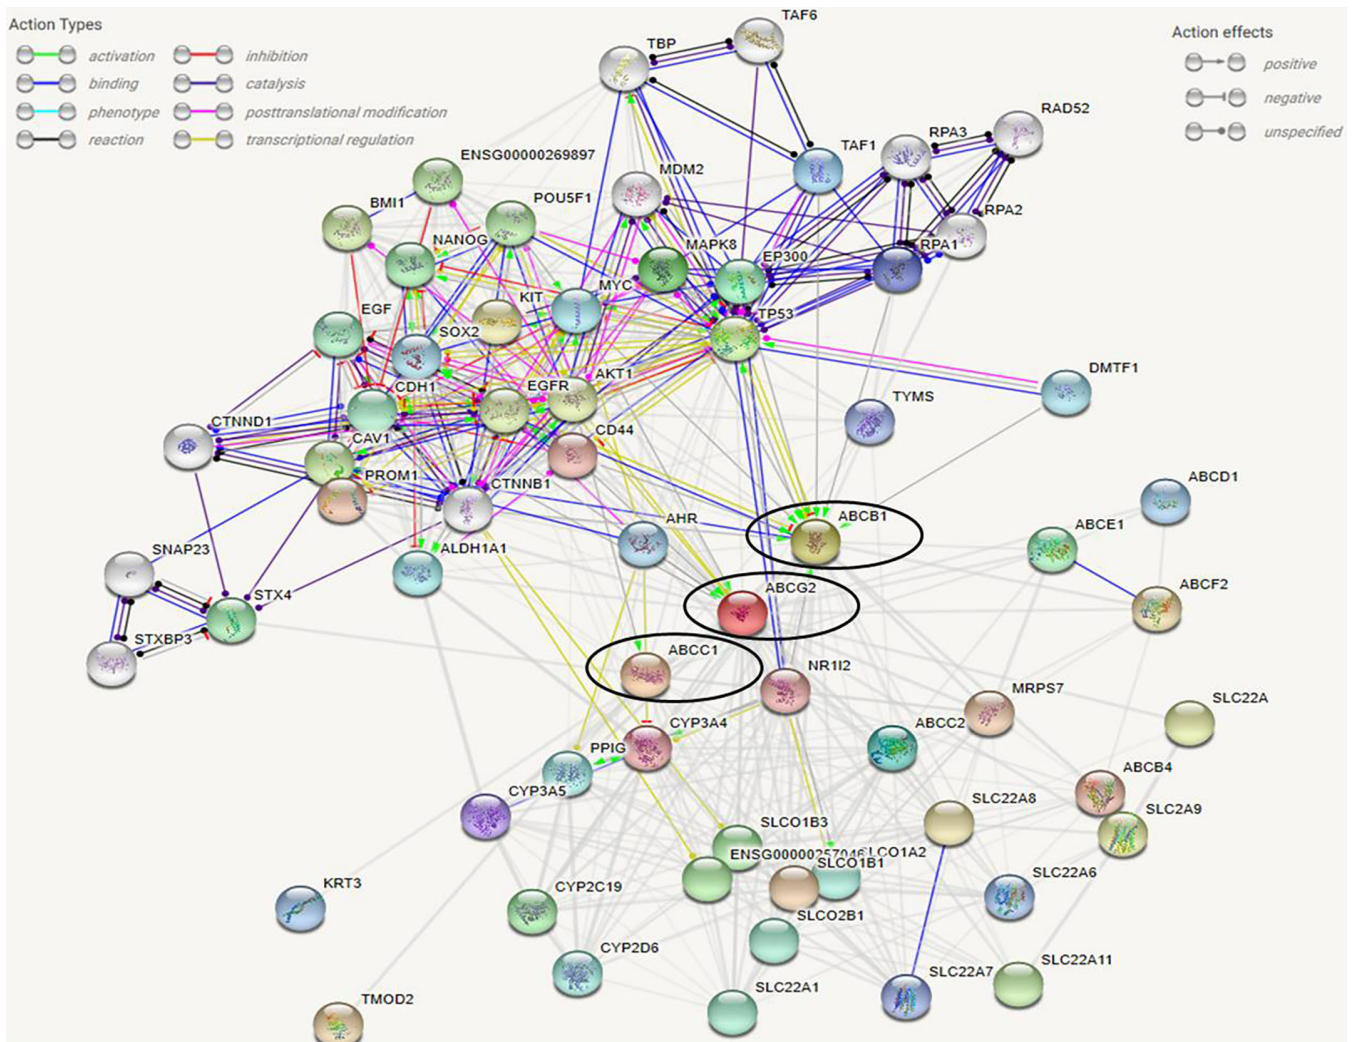 Action Types
activation
inhibition
binding
catalysis
phenotype
posttranslational modification
reaction
transcriptional regulation
Action effects
positive
negative
unspecified
TAF6
TBP
RAD52
RPA3
TAF1
ENSG00000269897
MDM2
POU5F1
BMI1
RPA2
NANOG
MAPK8
EP300
RPA1
KIT
MYC
EGF
TP53
SOX2
DMTF1
CDH1
EGFR
AKT1
TYMS
CTNND1
CD44
CAV1
PROM1
CTNNB1
ABCD1
AHR
ABCB1
ABCE1
SNAP23
ALDH1A1
ABCF2
STX4
ABCG2
STXBP3
ABCC1
NR1I2
MRPS7
SLC22A
CYP3A4
ABCC2
PPIG
ABCB4
CYP3A5
SLC22A8
SLC2A9
SLCO1B3
ENSG00000257046
SLCO1A2
SLCO1B1
KRT3
CYP2C19
SLC22A6
SLCO2B1
CYP2D6
SLC22A11
SLC22A7
SLC22A1
TMOD2